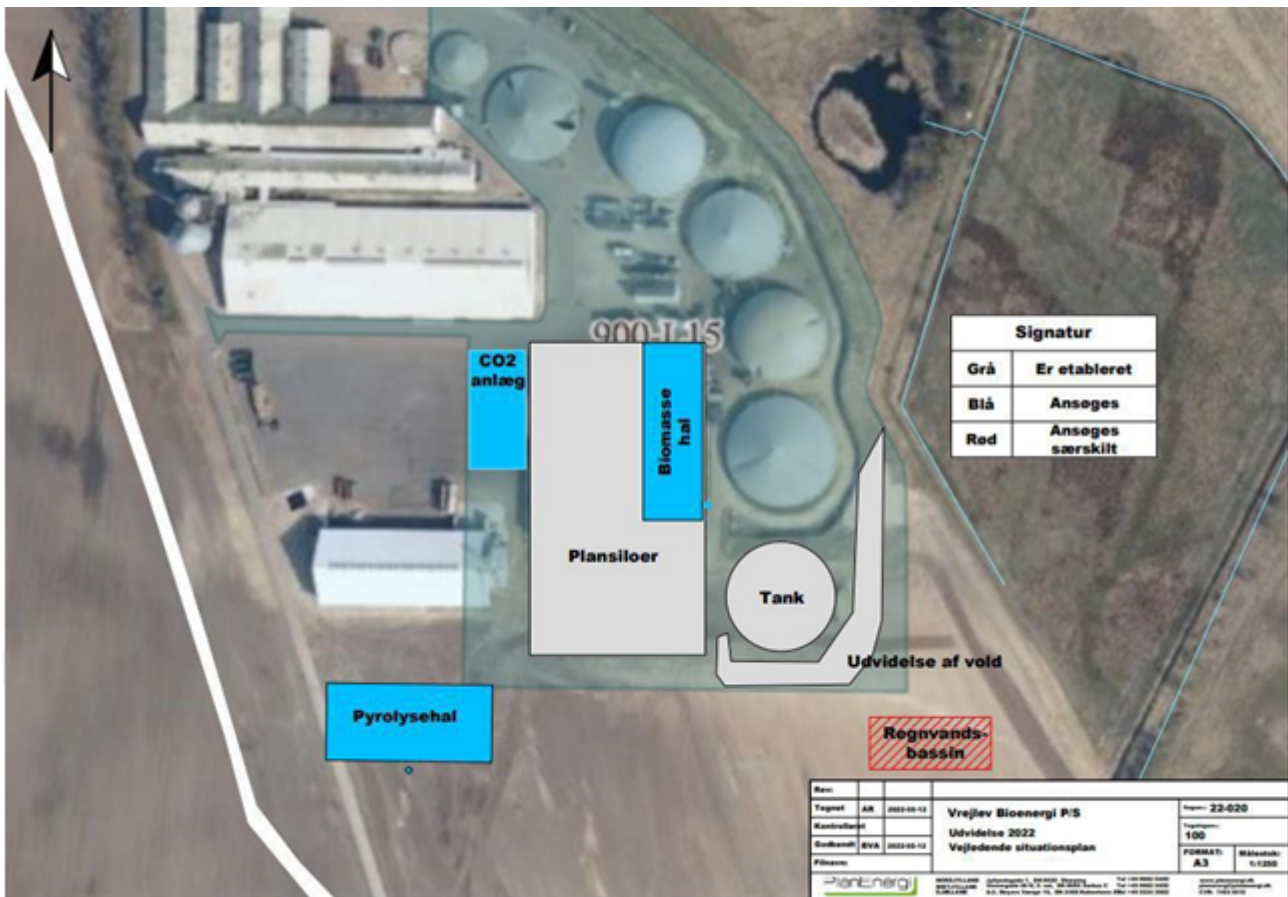 900-I-15
CO2
anlæg
Biomasse
hal
Plansiloer
Tank
Udvidelse af vold
Pyrolysehal
Regnvands-
bassin
Signatur
Grå Er etableret
Blå Ansøges
Rød Ansøges
særskilt
Rev:
Tegnet AR 2022-05-12
Kontrolleret
Godkendt BVA 2022-05-12
Filnavn:
Vrejlev Bioenergi P/S
Udvidelse 2022
Vejledende situationsplan
22-020
100
FORMAT:
A3
Målestok:
1:1250
PlanEnergi